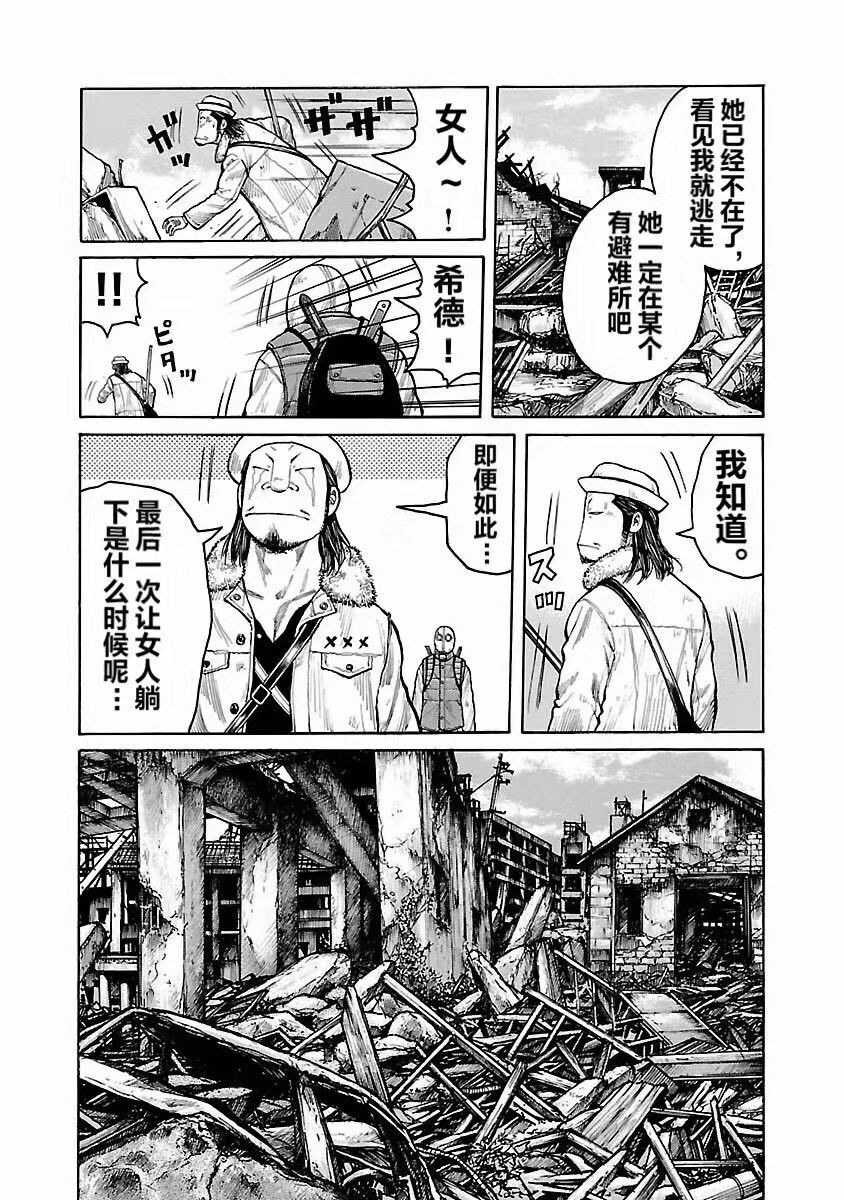 她已经不在了，
看见我就逃走
她一定在某个
有避难所吧
女人～！
ガッ
ザザザ
希德！
!!
ピタッ
我知道。
スッ
即便如此…
最后一次让女人躺
下是什么时候呢…